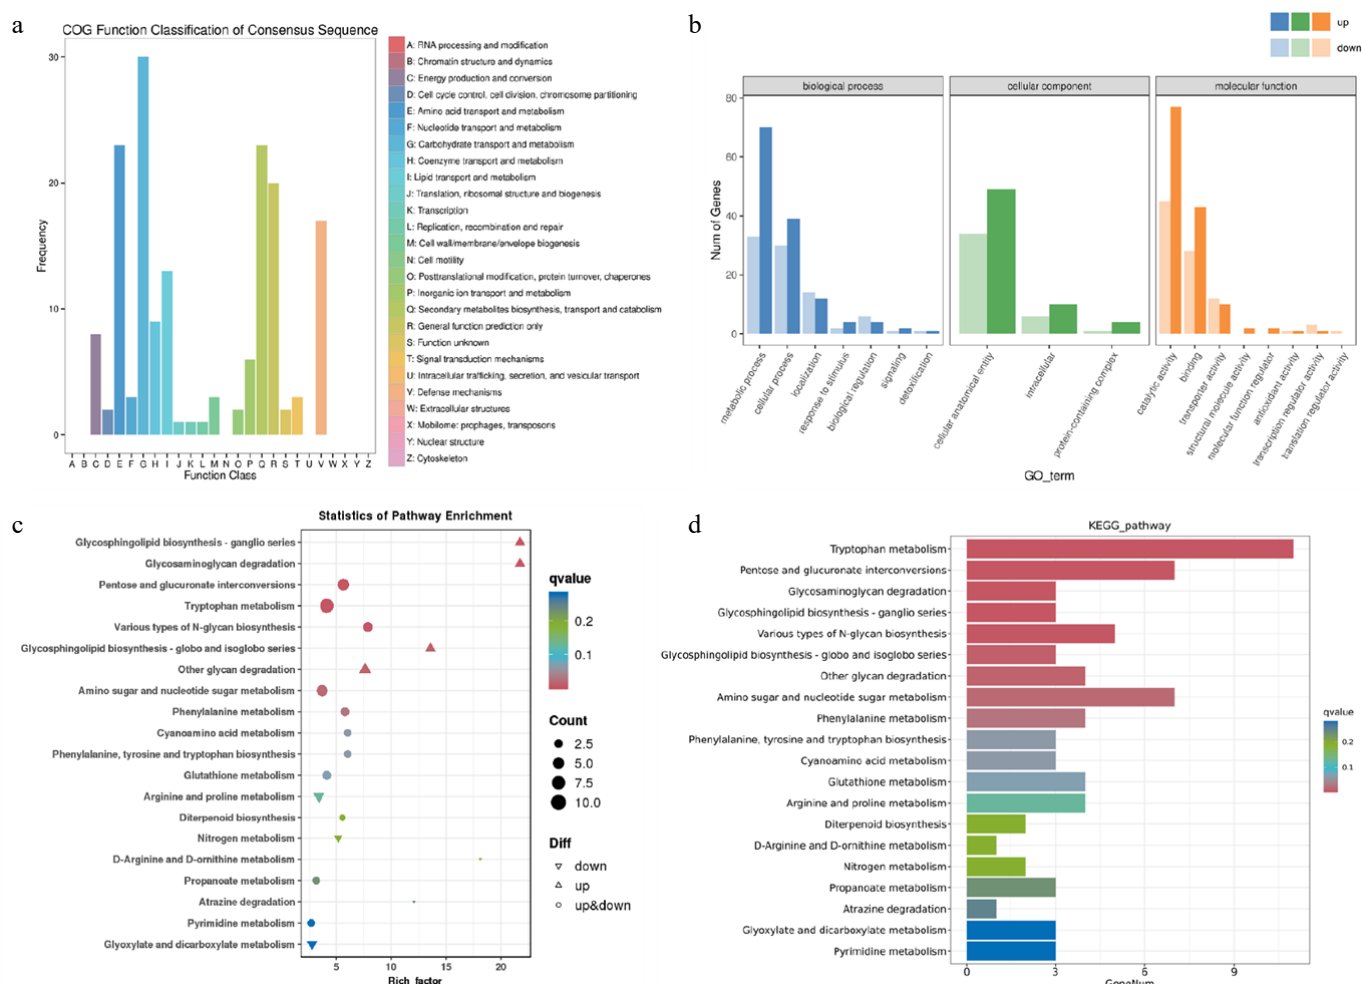 a
COG Function Classification of Consensus Sequence
30
20
10
0
Frequency
A B C D E F G H I J K L M N O P Q R S T U V W X Y Z
Function Class
A: RNA processing and modification
B: Chromatin structure and dynamics
C: Energy production and conversion
D: Cell cycle control, cell division, chromosome partitioning
E: Amino acid transport and metabolism
F: Nucleotide transport and metabolism
G: Carbohydrate transport and metabolism
H: Coenzyme transport and metabolism
I: Lipid transport and metabolism
J: Translation, ribosomal structure and biogenesis
K: Transcription
L: Replication, recombination and repair
M: Cell wall/membrane/envelope biogenesis
N: Cell motility
O: Posttranslational modification, protein turnover, chaperones
P: Inorganic ion transport and metabolism
Q: Secondary metabolites biosynthesis, transport and catabolism
R: General function prediction only
S: Function unknown
T: Signal transduction mechanisms
U: Intracellular trafficking, secretion, and vesicular transport
V: Defense mechanisms
W: Extracellular structures
X: Mobilome: prophages, transposons
Y: Nuclear structure
Z: Cytoskeleton
b
up
down
biological process
cellular component
molecular function
80
60
40
20
0
Num of Genes
metabolic process
cellular process
localization
response to stimulus
biological regulation
signaling
detoxification
cellular anatomical entity
intracellular
protein-containing complex
catalytic activity
binding
transporter activity
structural molecule activity
molecular function regulator
antioxidant activity
transcription regulator activity
translation regulator activity
GO_term
c
Statistics of Pathway Enrichment
Glycosphingolipid biosynthesis - ganglio series
Glycosaminoglycan degradation
Pentose and glucuronate interconversions
Tryptophan metabolism
Various types of N-glycan biosynthesis
Glycosphingolipid biosynthesis - globo and isoglobo series
Other glycan degradation
Amino sugar and nucleotide sugar metabolism
Phenylalanine metabolism
Cyanoamino acid metabolism
Phenylalanine, tyrosine and tryptophan biosynthesis
Glutathione metabolism
Arginine and proline metabolism
Diterpenoid biosynthesis
Nitrogen metabolism
D-Arginine and D-ornithine metabolism
Propanoate metabolism
Atrazine degradation
Pyrimidine metabolism
Glyoxylate and dicarboxylate metabolism
5 10 15 20
Rich_factor
qvalue
0.2
0.1
Count
2.5
5.0
7.5
10.0
Diff
down
up
up&down
d
KEGG_pathway
Tryptophan metabolism
Pentose and glucuronate interconversions
Glycosaminoglycan degradation
Glycosphingolipid biosynthesis - ganglio series
Various types of N-glycan biosynthesis
Glycosphingolipid biosynthesis - globo and isoglobo series
Other glycan degradation
Amino sugar and nucleotide sugar metabolism
Phenylalanine metabolism
Phenylalanine, tyrosine and tryptophan biosynthesis
Cyanoamino acid metabolism
Glutathione metabolism
Arginine and proline metabolism
Diterpenoid biosynthesis
D-Arginine and D-ornithine metabolism
Nitrogen metabolism
Propanoate metabolism
Atrazine degradation
Glyoxylate and dicarboxylate metabolism
Pyrimidine metabolism
0 3 6 9
GeneNum
qvalue
0.2
0.1